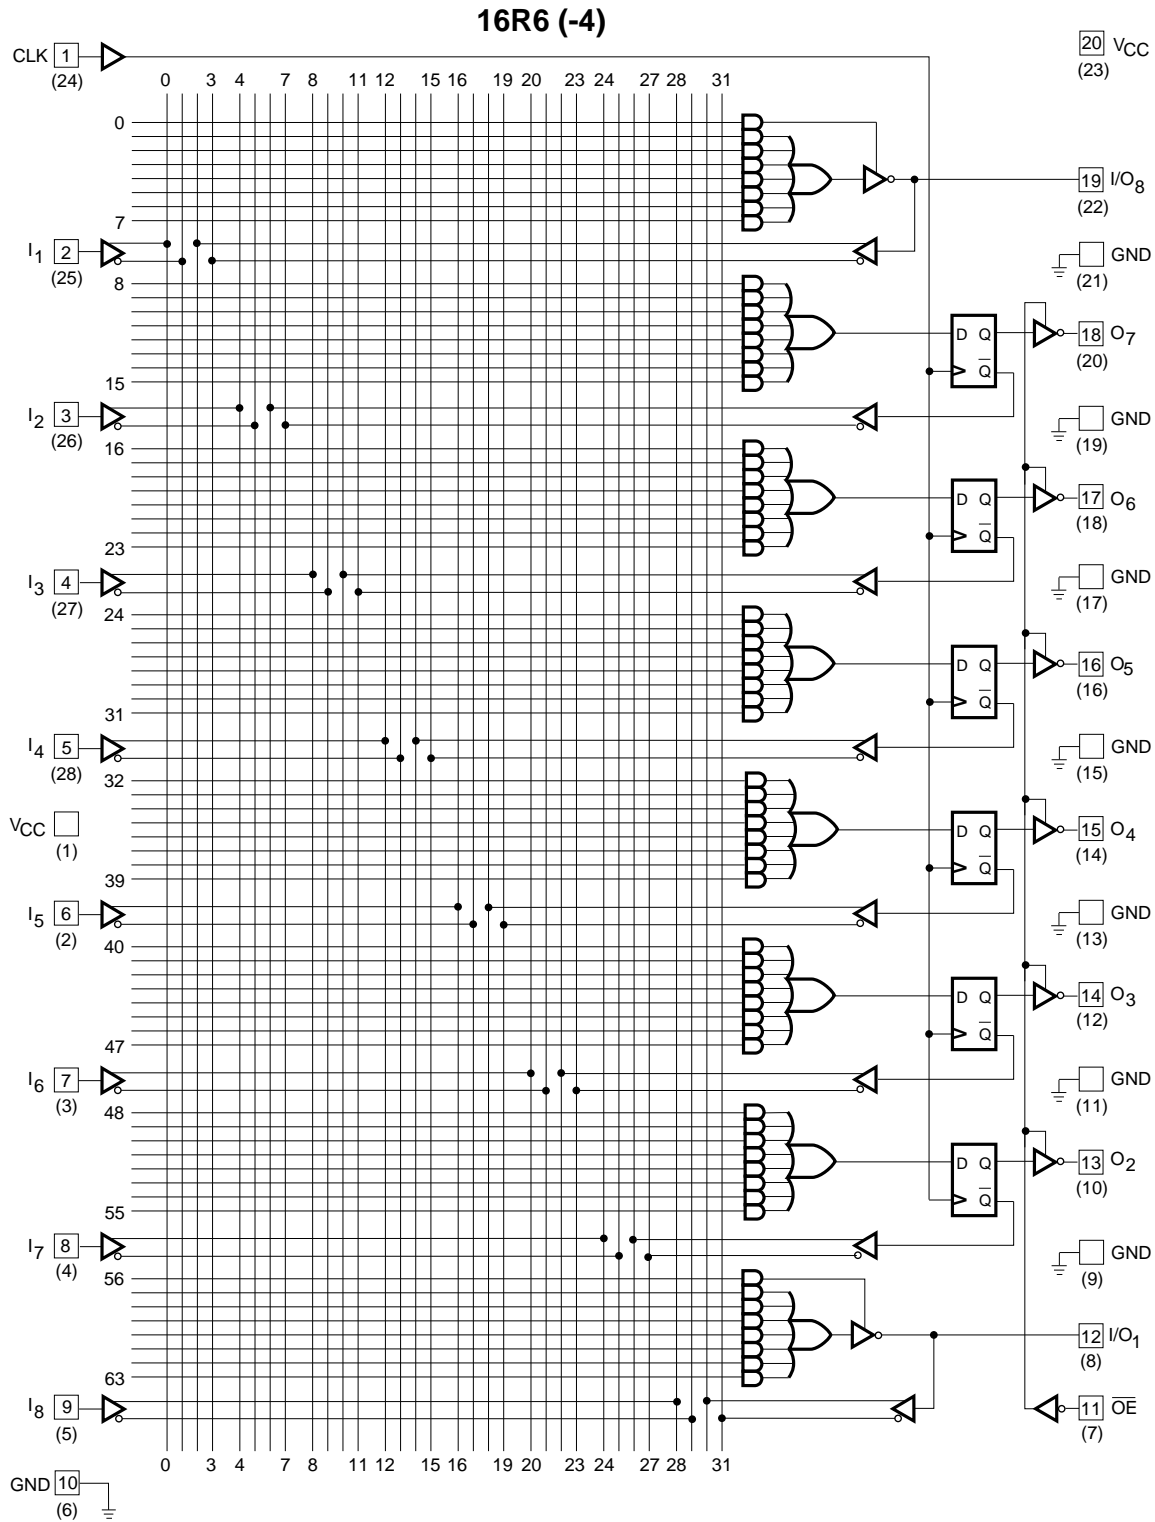 16R6 (-4)
CLK 1 (24)
20 VCC (23)
0 3 4 7 8 11 12 15 16 19 20 23 24 27 28 31
0
7
19 I/O8 (22)
I1 2 (25)
GND (21)
8
15
D Q
Q̅
18 O7 (20)
I2 3 (26)
GND (19)
16
23
D Q
Q̅
17 O6 (18)
I3 4 (27)
GND (17)
24
31
D Q
Q̅
16 O5 (16)
I4 5 (28)
GND (15)
32
39
VCC (1)
D Q
Q̅
15 O4 (14)
I5 6 (2)
GND (13)
40
47
D Q
Q̅
14 O3 (12)
I6 7 (3)
GND (11)
48
55
D Q
Q̅
13 O2 (10)
I7 8 (4)
GND (9)
56
63
12 I/O1 (8)
I8 9 (5)
11 O̅E̅ (7)
0 3 4 7 8 11 12 15 16 19 20 23 24 27 28 31
GND 10 (6)